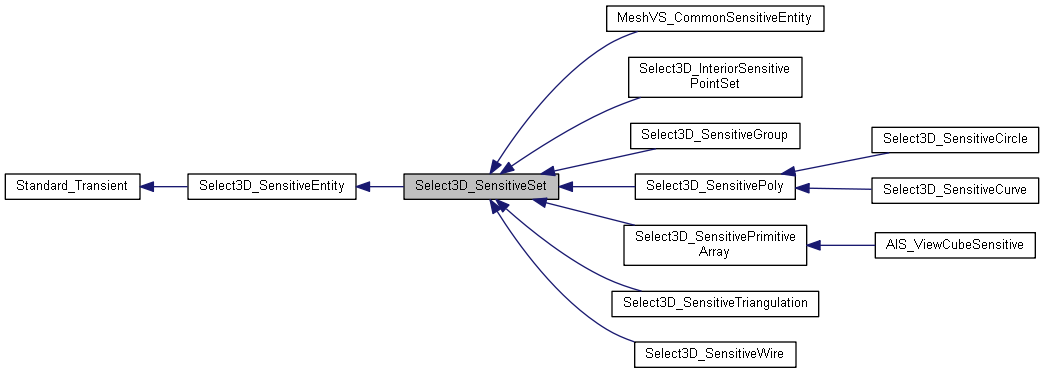 MeshVS_CommonSensitiveEntity
Select3D_InteriorSensitive
PointSet
Select3D_SensitiveGroup
Select3D_SensitiveCircle
Standard_Transient
Select3D_SensitiveEntity
Select3D_SensitiveSet
Select3D_SensitivePoly
Select3D_SensitiveCurve
Select3D_SensitivePrimitive
Array
AIS_ViewCubeSensitive
Select3D_SensitiveTriangulation
Select3D_SensitiveWire